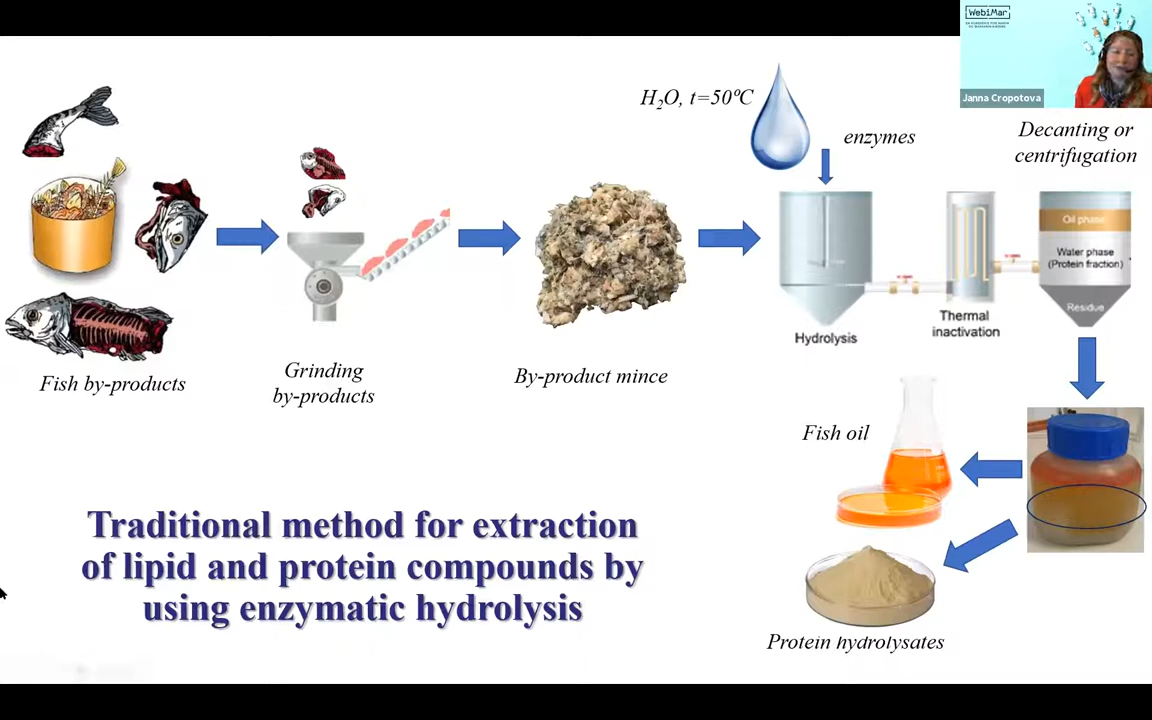 WebiMar
Janna Cropotova
H₂O, t=50ºC
enzymes
Decanting or
centrifugation
Oil phase
Water phase
(Protein fraction)
Residue
Hydrolysis
Thermal
inactivation
Fish by-products
Grinding
by-products
By-product mince
Fish oil
Traditional method for extraction
of lipid and protein compounds by
using enzymatic hydrolysis
Protein hydrolysates